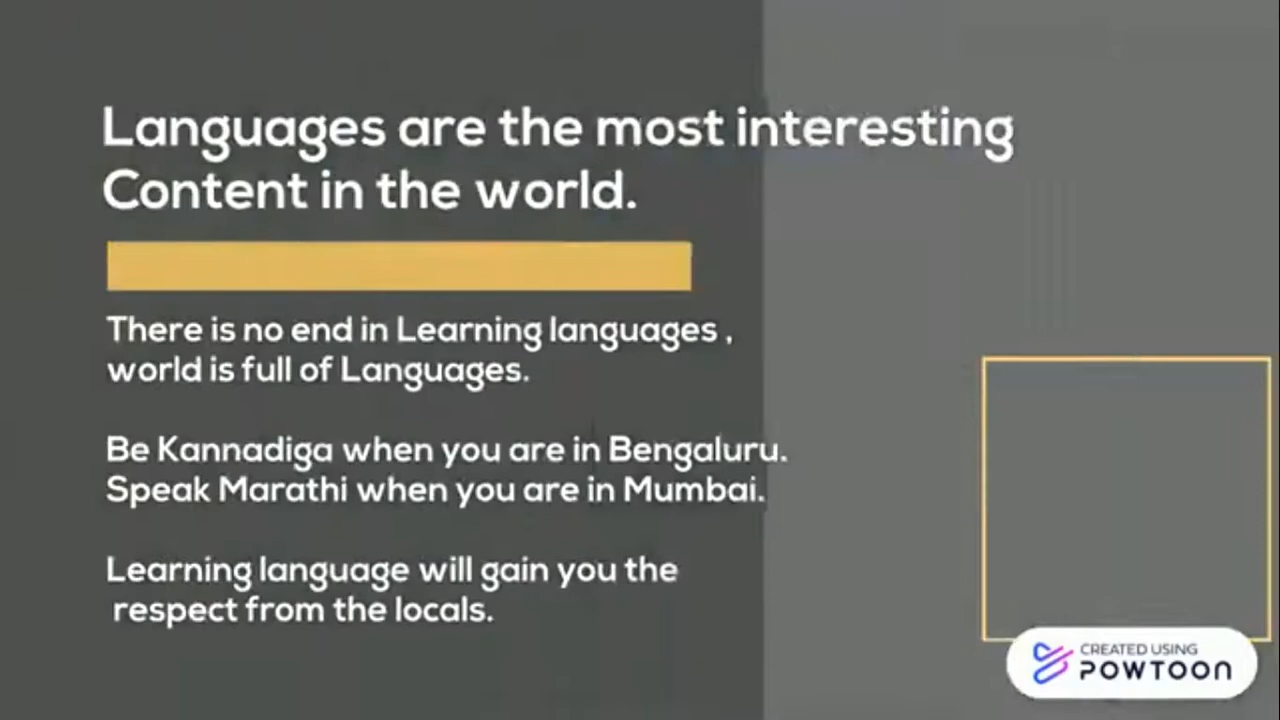 Languages are the most interesting
Content in the world.
There is no end in Learning languages ,
world is full of Languages.
Be Kannadiga when you are in Bengaluru.
Speak Marathi when you are in Mumbai.
Learning language will gain you the
respect from the locals.
CREATED USING
POWTOON